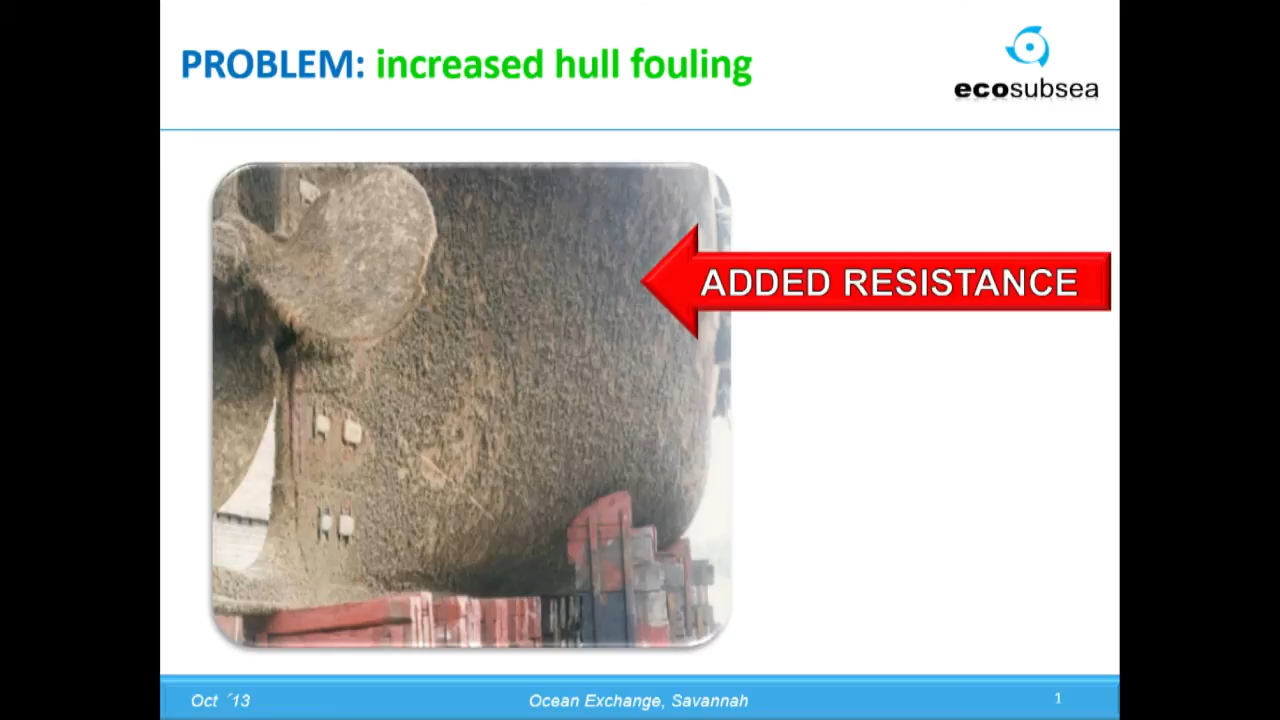 PROBLEM: increased hull fouling
ecosubsea
ADDED RESISTANCE
Oct ´13
Ocean Exchange, Savannah
1